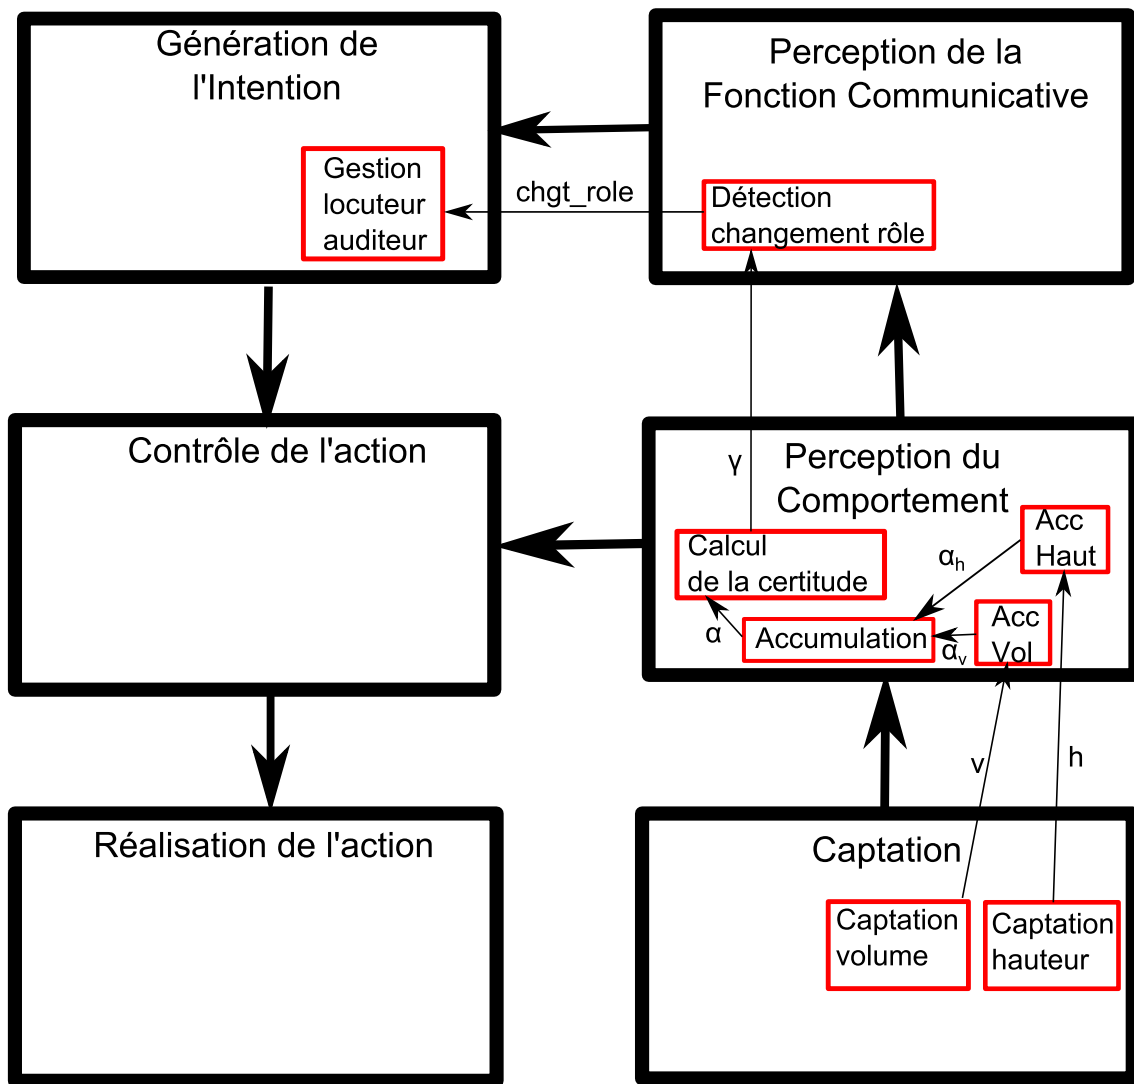 Génération de
l'Intention
Gestion
locuteur
auditeur
chgt_role
Perception de la
Fonction Communicative
Détection
changement rôle
Contrôle de l'action
γ
Perception du
Comportement
Acc
Haut
Calcul
de la certitude
αh
α
Accumulation
αv
Acc
Vol
v
h
Réalisation de l'action
Captation
Captation
volume
Captation
hauteur